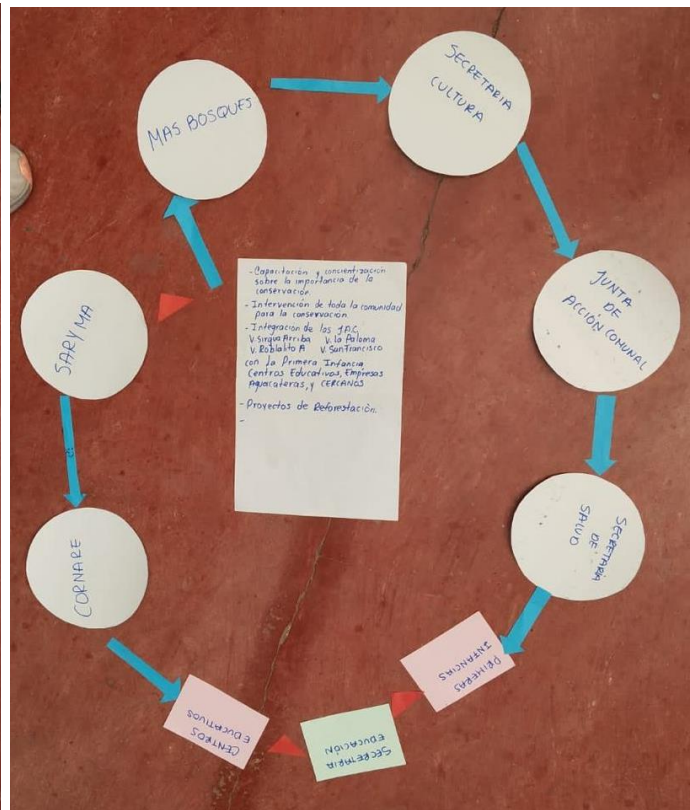 MAS BOSQUES
SECRETARIA
CULTURA
JUNTA
DE
ACCIÓN COMUNAL
SECRETARÍA
DE
SALUD
PRIMERAS
INFANCIAS
SECRETARIA
EDUCACIÓN
CENTROS
EDUCATIVOS
CORNARE
SARYMA
- Capacitación y concientización
sobre la importancia de la
conservación.
- Intervención de toda la comunidad
para la conservación
- Integración de los J.A.C,
V. Sirgua Arriba V. la Paloma
V. Roblalito A V. San Francisco
con la Primera Infancia
Centros Educativos, Empresas
Aguacateras, y CERCANOS
- Proyectos de Reforestación.
-